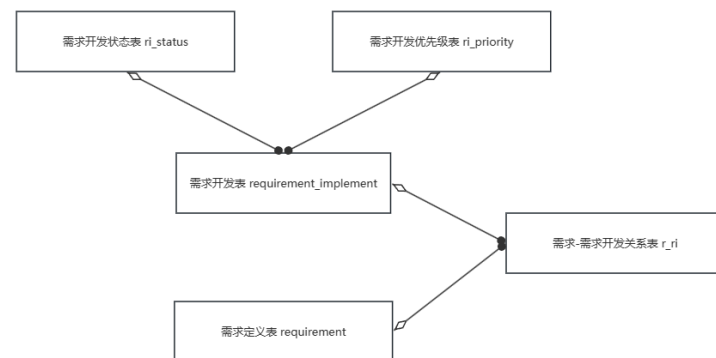 需求开发状态表 ri_status
需求开发优先级表 ri_priority
需求开发表 requirement_implement
需求-需求开发关系表 r_ri
需求定义表 requirement